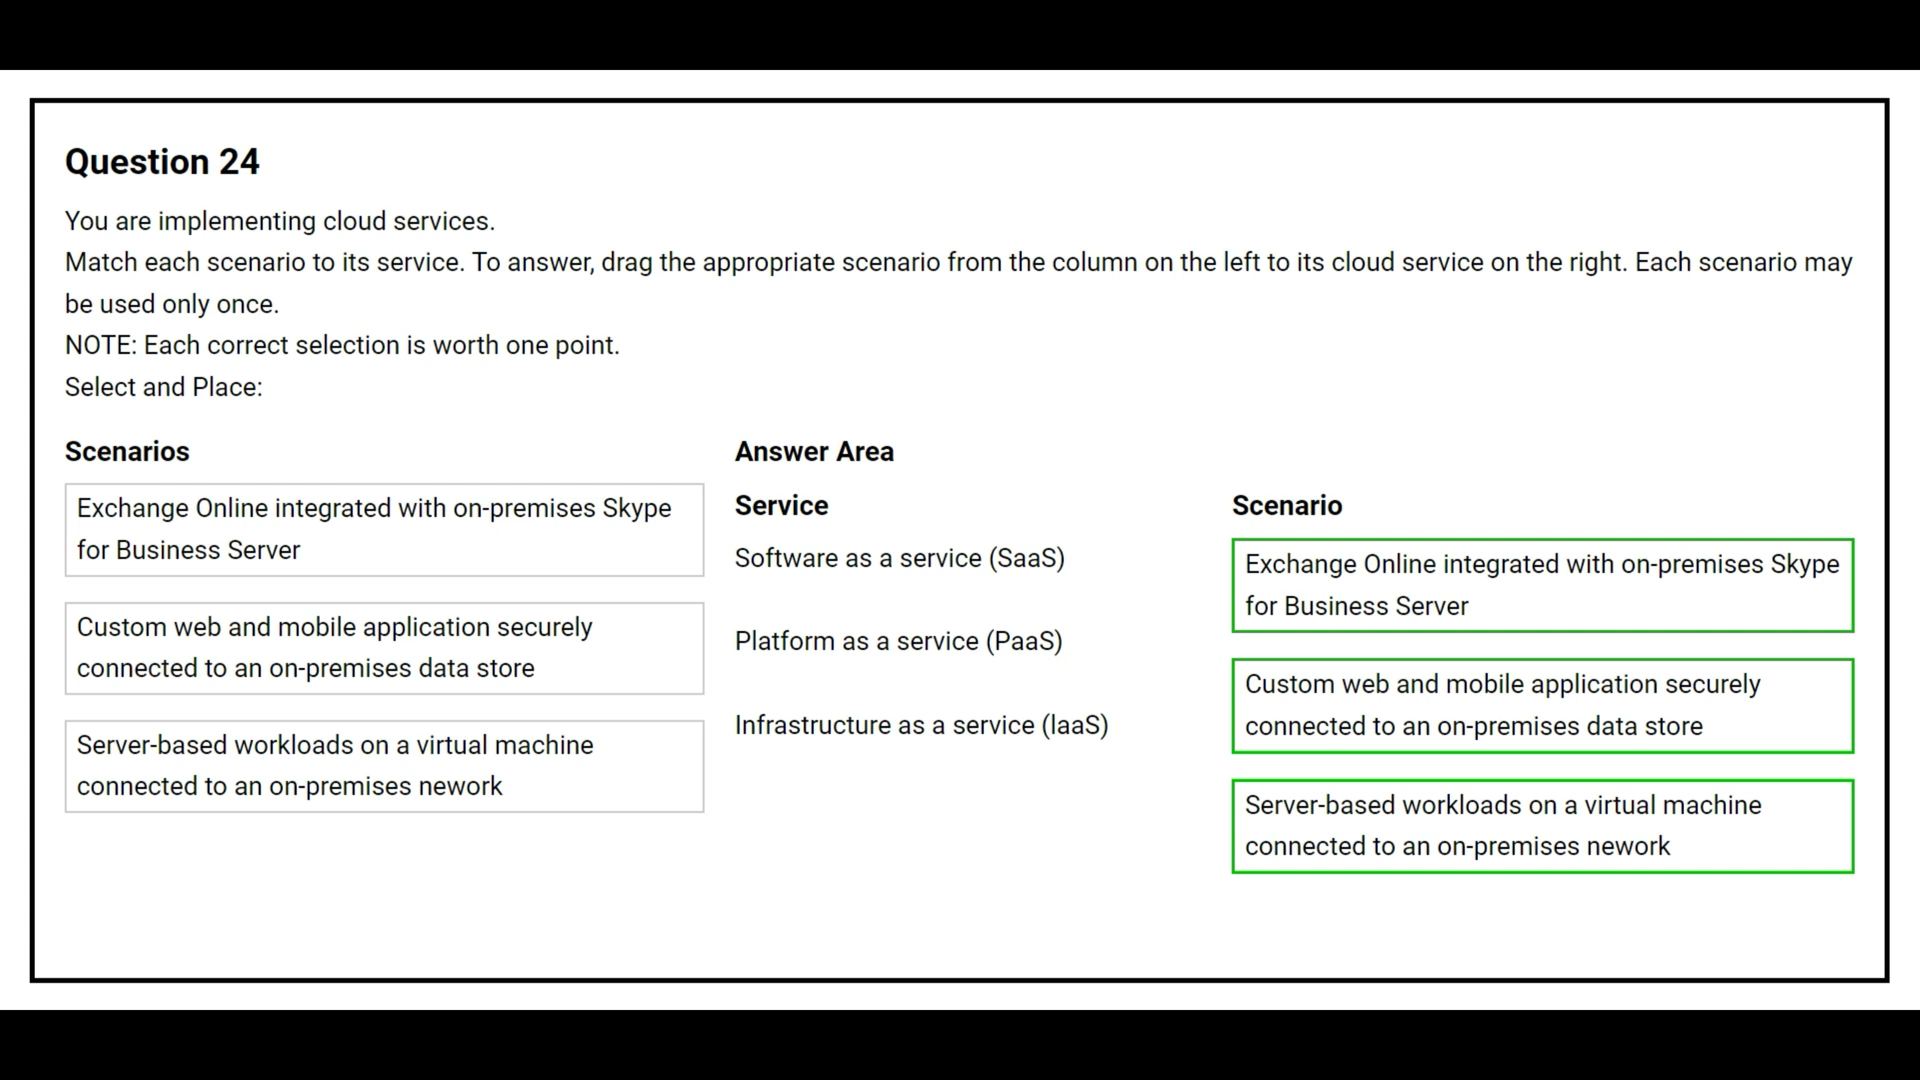 Question 24
You are implementing cloud services.
Match each scenario to its service. To answer, drag the appropriate scenario from the column on the left to its cloud service on the right. Each scenario may
be used only once.
NOTE: Each correct selection is worth one point.
Select and Place:
Scenarios
Exchange Online integrated with on-premises Skype
for Business Server
Custom web and mobile application securely
connected to an on-premises data store
Server-based workloads on a virtual machine
connected to an on-premises nework
Answer Area
Service
Software as a service (SaaS)
Platform as a service (PaaS)
Infrastructure as a service (IaaS)
Scenario
Exchange Online integrated with on-premises Skype
for Business Server
Custom web and mobile application securely
connected to an on-premises data store
Server-based workloads on a virtual machine
connected to an on-premises nework